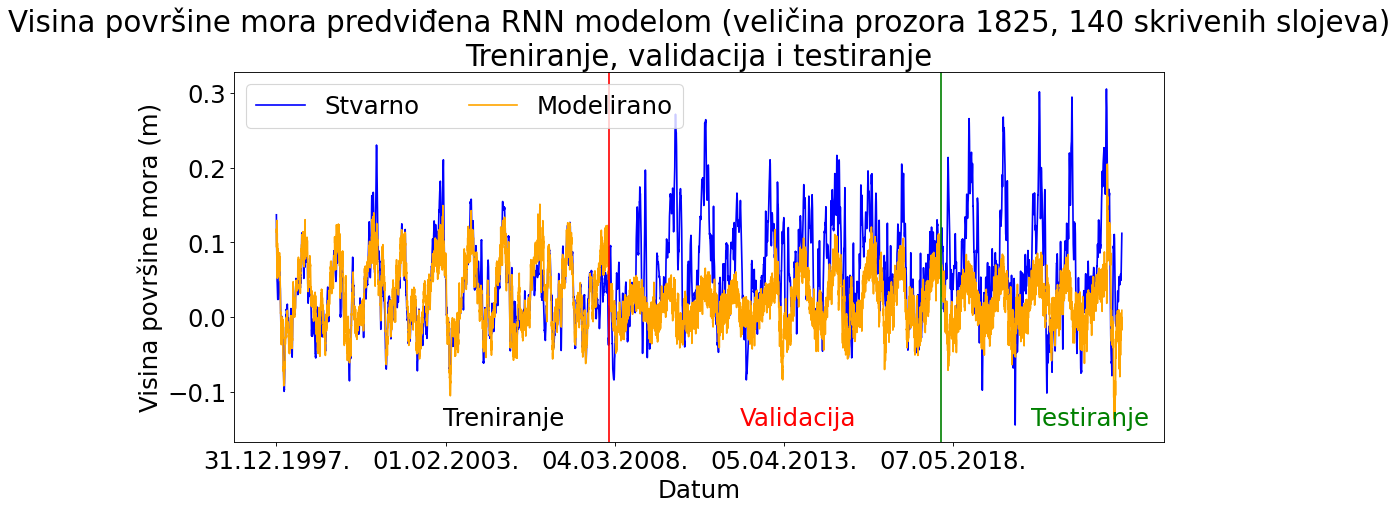 Visina površine mora predviđena RNN modelom (veličina prozora 1825, 140 skrivenih slojeva)
Treniranje, validacija i testiranje
Stvarno
Modelirano
Visina površine mora (m)
0.3
0.2
0.1
0.0
−0.1
Treniranje
Validacija
Testiranje
31.12.1997.
01.02.2003.
04.03.2008.
05.04.2013.
07.05.2018.
Datum